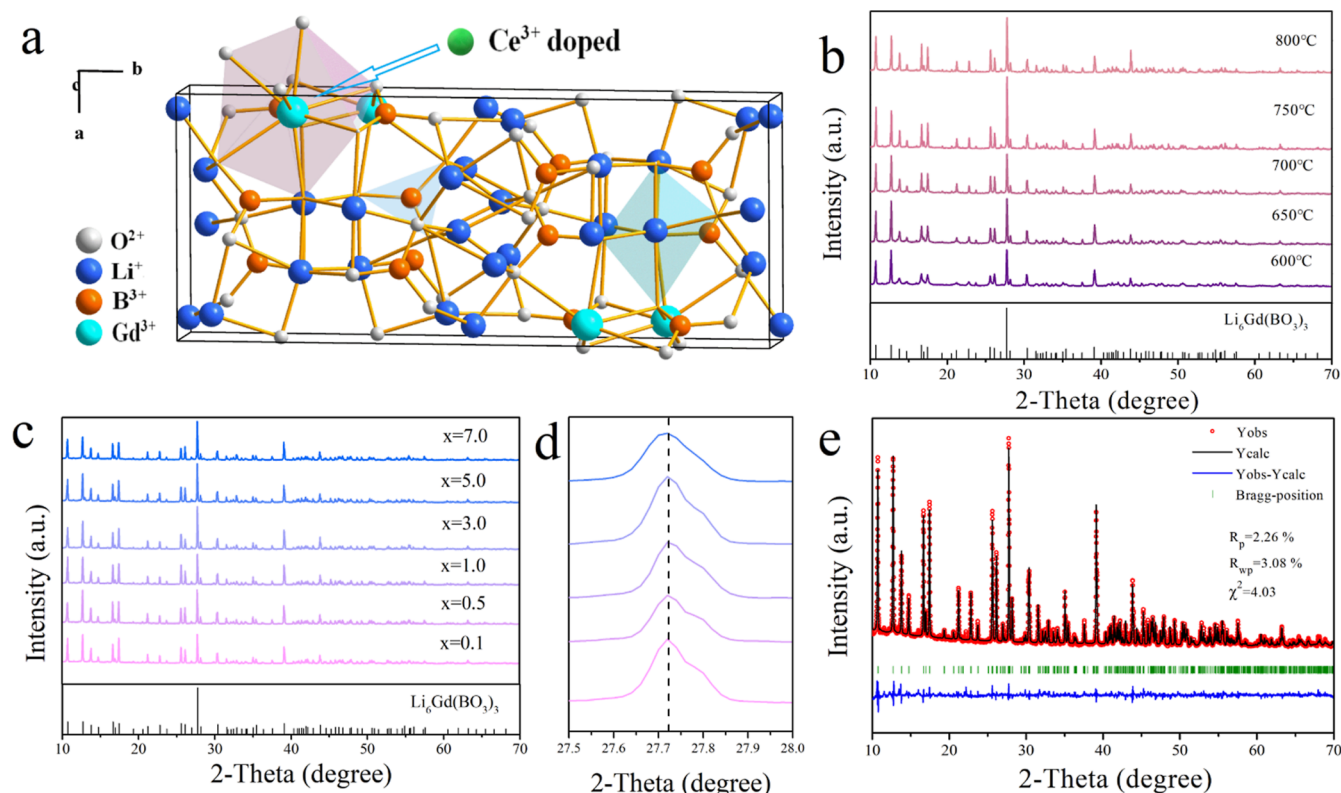 a
Ce³⁺ doped
b
c
a
O²⁺
Li⁺
B³⁺
Gd³⁺
b
Intensity (a.u.)
800℃
750℃
700℃
650℃
600℃
Li₆Gd(BO₃)₃
10 20 30 40 50 60 70
2-Theta (degree)
c
Intensity (a.u.)
x=7.0
x=5.0
x=3.0
x=1.0
x=0.5
x=0.1
Li₆Gd(BO₃)₃
10 20 30 40 50 60 70
2-Theta (degree)
d
27.5 27.6 27.7 27.8 27.9 28.0
2-Theta (degree)
e
Intensity (a.u.)
Yobs
Ycalc
Yobs-Ycalc
Bragg-position
Rₚ=2.26 %
R_wp=3.08 %
χ²=4.03
10 20 30 40 50 60 70
2-Theta (degree)